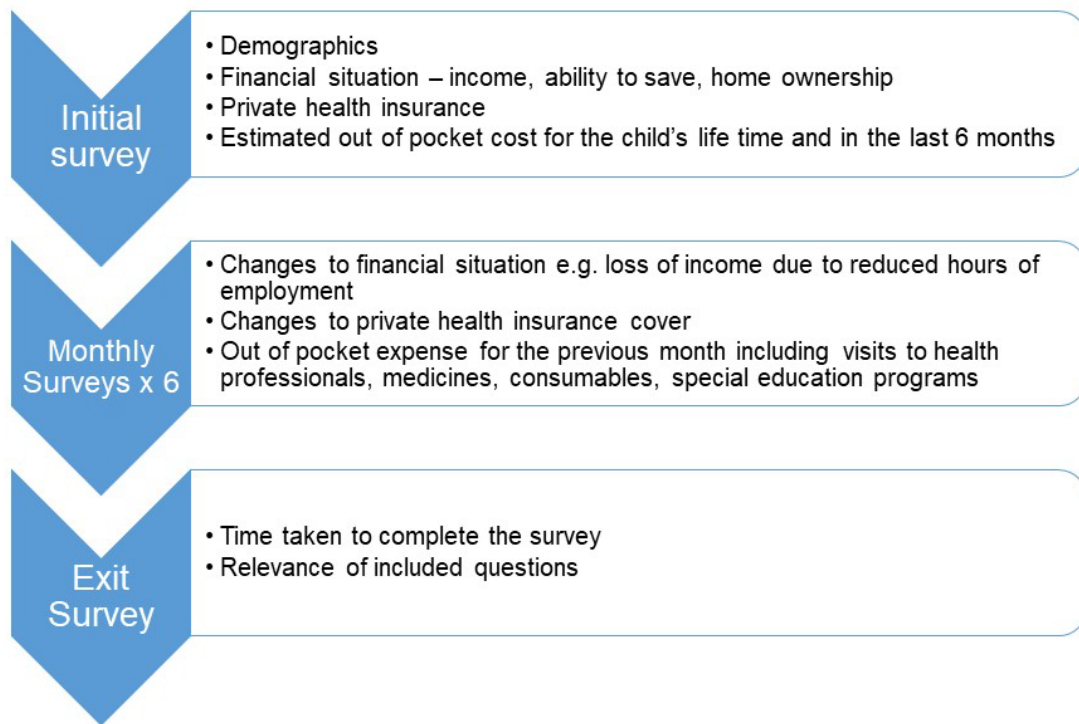 Initial
survey
• Demographics
• Financial situation – income, ability to save, home ownership
• Private health insurance
• Estimated out of pocket cost for the child's life time and in the last 6 months
Monthly
Surveys x 6
• Changes to financial situation e.g. loss of income due to reduced hours of
employment
• Changes to private health insurance cover
• Out of pocket expense for the previous month including visits to health
professionals, medicines, consumables, special education programs
Exit
Survey
• Time taken to complete the survey
• Relevance of included questions